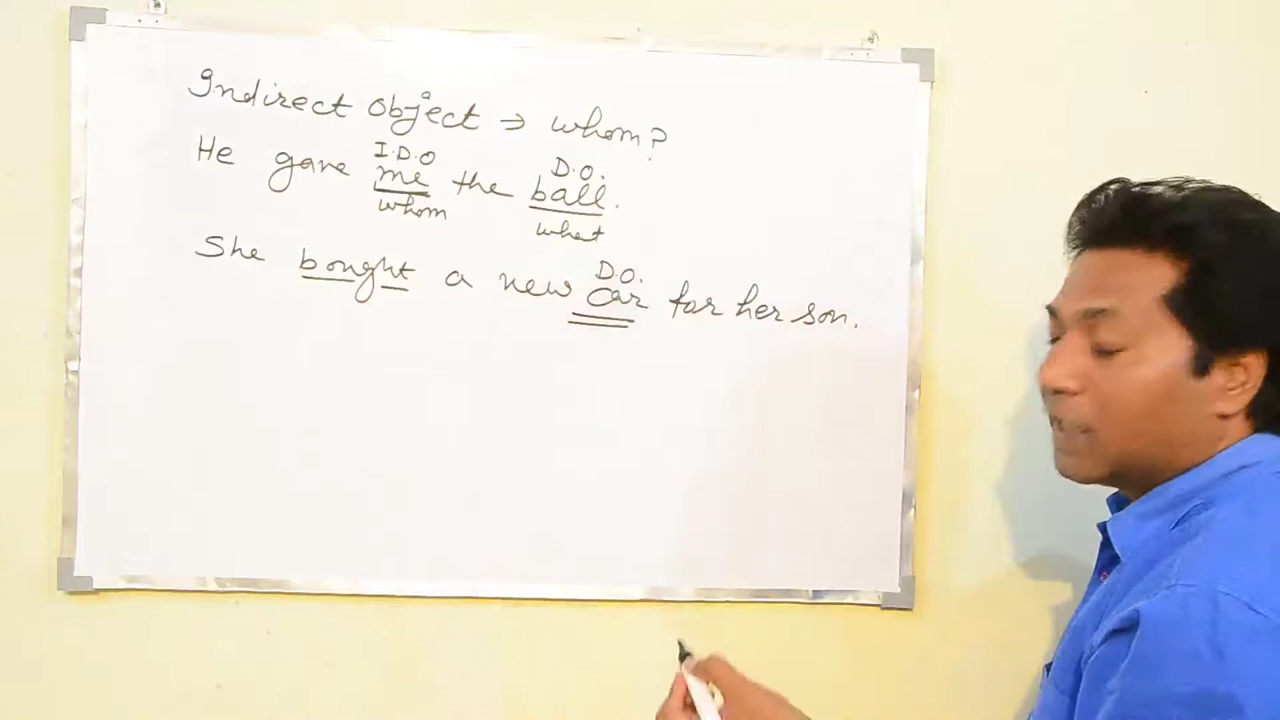 Indirect Object → whom?
I.D.O D.O.
He gave me the ball.
whom what
D.O.
She bought a new car for her son.